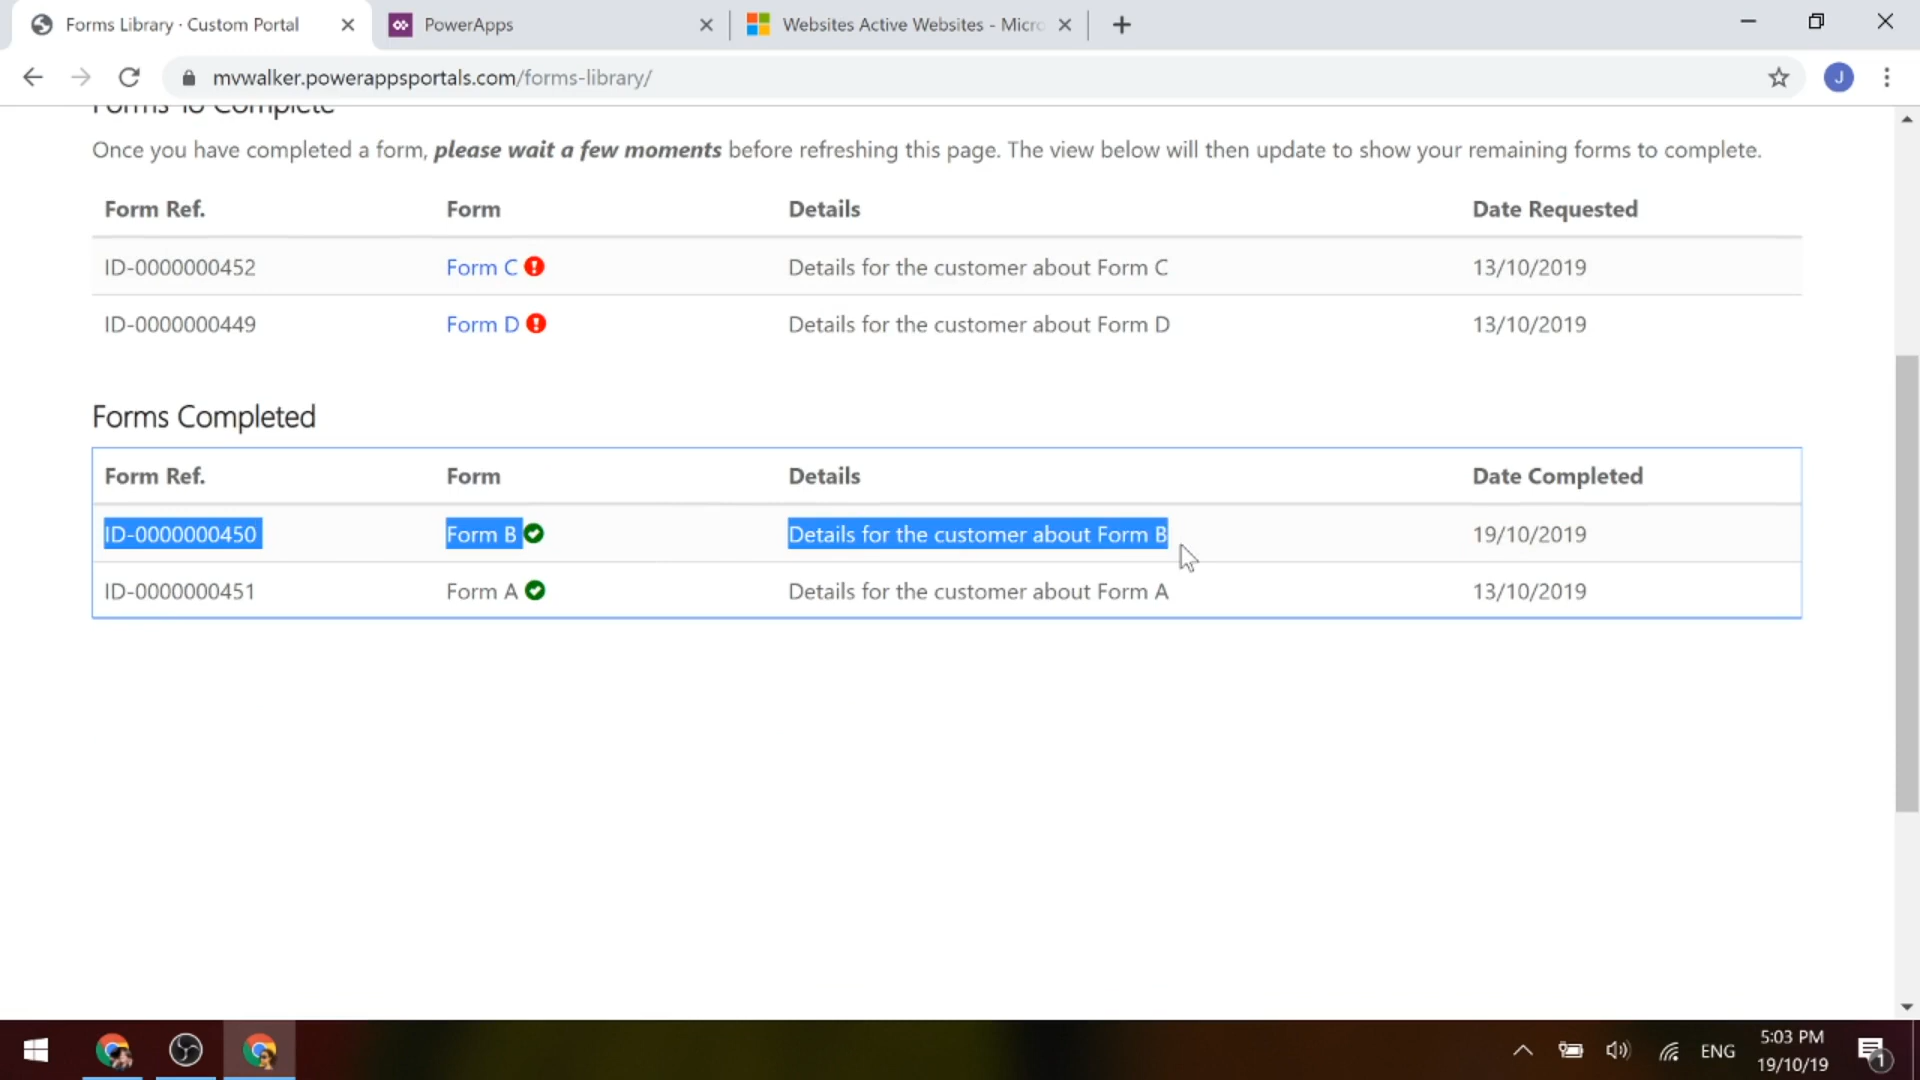 Forms Library · Custom Portal
PowerApps
Websites Active Websites - Micro
mvwalker.powerappsportals.com/forms-library/
J
Forms To Complete
Once you have completed a form, please wait a few moments before refreshing this page. The view below will then update to show your remaining forms to complete.
Form Ref. Form Details Date Requested
ID-0000000452 Form C Details for the customer about Form C 13/10/2019
ID-0000000449 Form D Details for the customer about Form D 13/10/2019
Forms Completed
Form Ref. Form Details Date Completed
ID-0000000450 Form B Details for the customer about Form B 19/10/2019
ID-0000000451 Form A Details for the customer about Form A 13/10/2019
ENG
5:03 PM
19/10/19
1